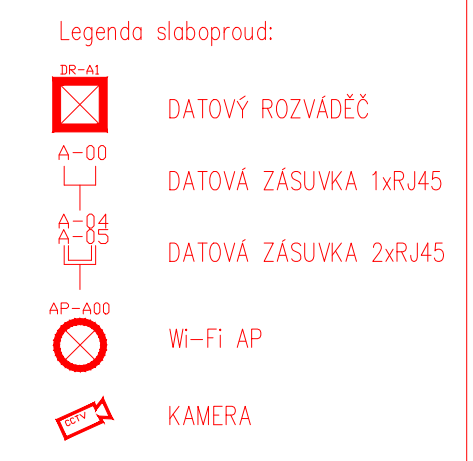 Legenda slaboproud:
DR-A1
DATOVÝ ROZVÁDĚČ
A-00
DATOVÁ ZÁSUVKA 1xRJ45
A-04
A-05
DATOVÁ ZÁSUVKA 2xRJ45
AP-A00
Wi-Fi AP
CCTV
KAMERA